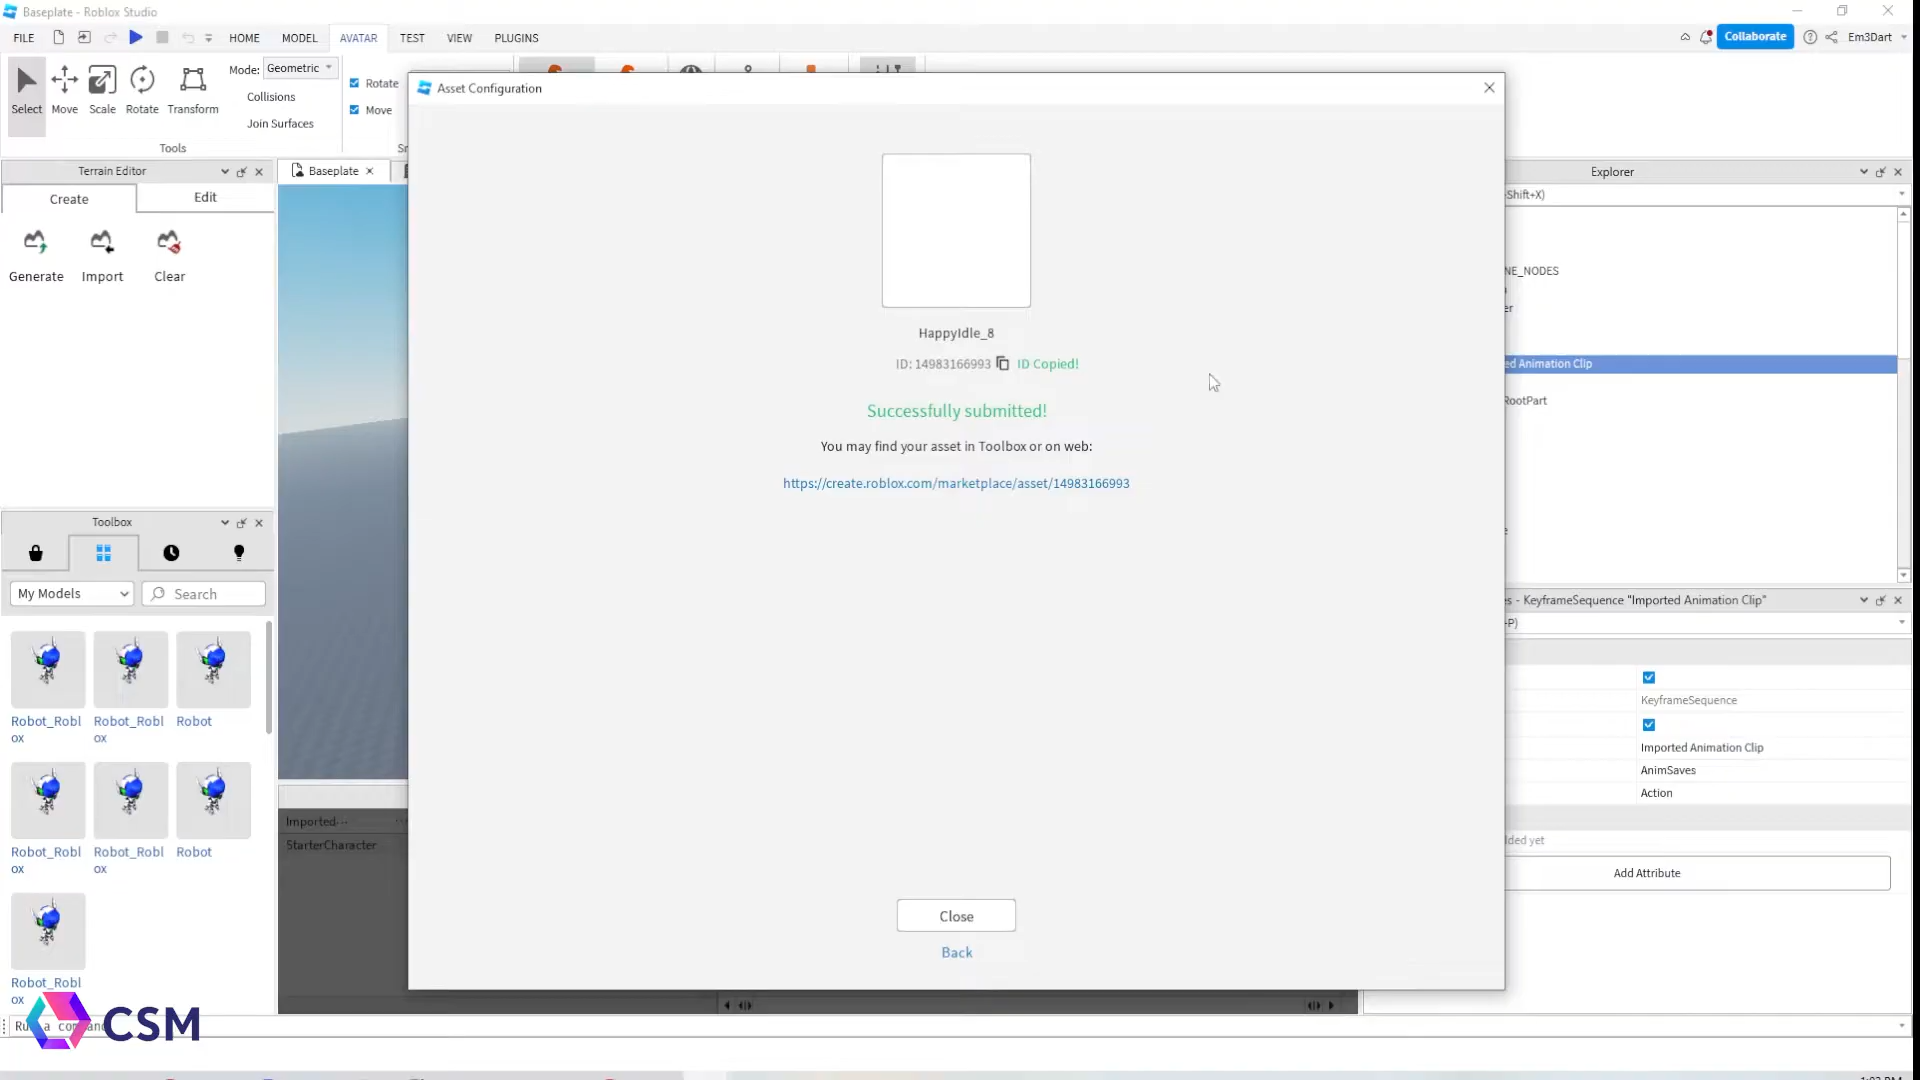 Baseplate - Roblox Studio
FILE HOME MODEL AVATAR TEST VIEW PLUGINS Collaborate Em3Dart
Mode: Geometric
Collisions
Join Surfaces
Rotate
Move
Select Move Scale Rotate Transform
Tools
Asset Configuration
Terrain Editor
Create Edit
Generate Import Clear
Baseplate
Explorer
Shift+X)
NE_NODES
er
ed Animation Clip
RootPart
HappyIdle_8
ID: 14983166993 ID Copied!
Successfully submitted!
You may find your asset in Toolbox or on web:
https://create.roblox.com/marketplace/asset/14983166993
Close
Back
Toolbox
My Models Search
Robot_Robl Robot_Robl Robot
ox ox
Robot_Robl Robot_Robl Robot
ox ox
Robot_Robl
ox
Imported···
StarterCharacter
es - KeyframeSequence "Imported Animation Clip"
-P)
KeyframeSequence
Imported Animation Clip
AnimSaves
Action
dded yet
Add Attribute
CSM